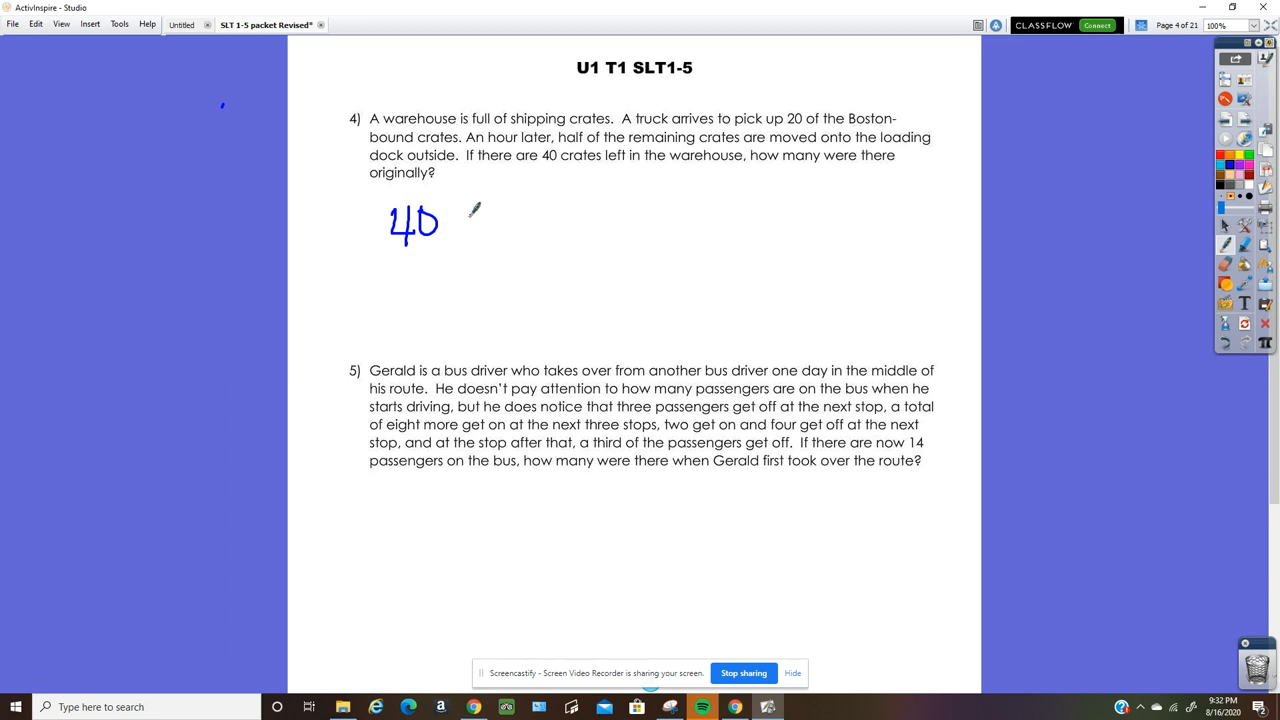 ActivInspire - Studio
File Edit View Insert Tools Help Untitled SLT 1-5 packet Revised* CLASSFLOW Connect Page 4 of 21 100%
U1 T1 SLT1-5
4) A warehouse is full of shipping crates. A truck arrives to pick up 20 of the Boston-
bound crates. An hour later, half of the remaining crates are moved onto the loading
dock outside. If there are 40 crates left in the warehouse, how many were there
originally?
40
5) Gerald is a bus driver who takes over from another bus driver one day in the middle of
his route. He doesn't pay attention to how many passengers are on the bus when he
starts driving, but he does notice that three passengers get off at the next stop, a total
of eight more get on at the next three stops, two get on and four get off at the next
stop, and at the stop after that, a third of the passengers get off. If there are now 14
passengers on the bus, how many were there when Gerald first took over the route?
Screencastify - Screen Video Recorder is sharing your screen. Stop sharing Hide
Type here to search
9:32 PM
8/16/2020